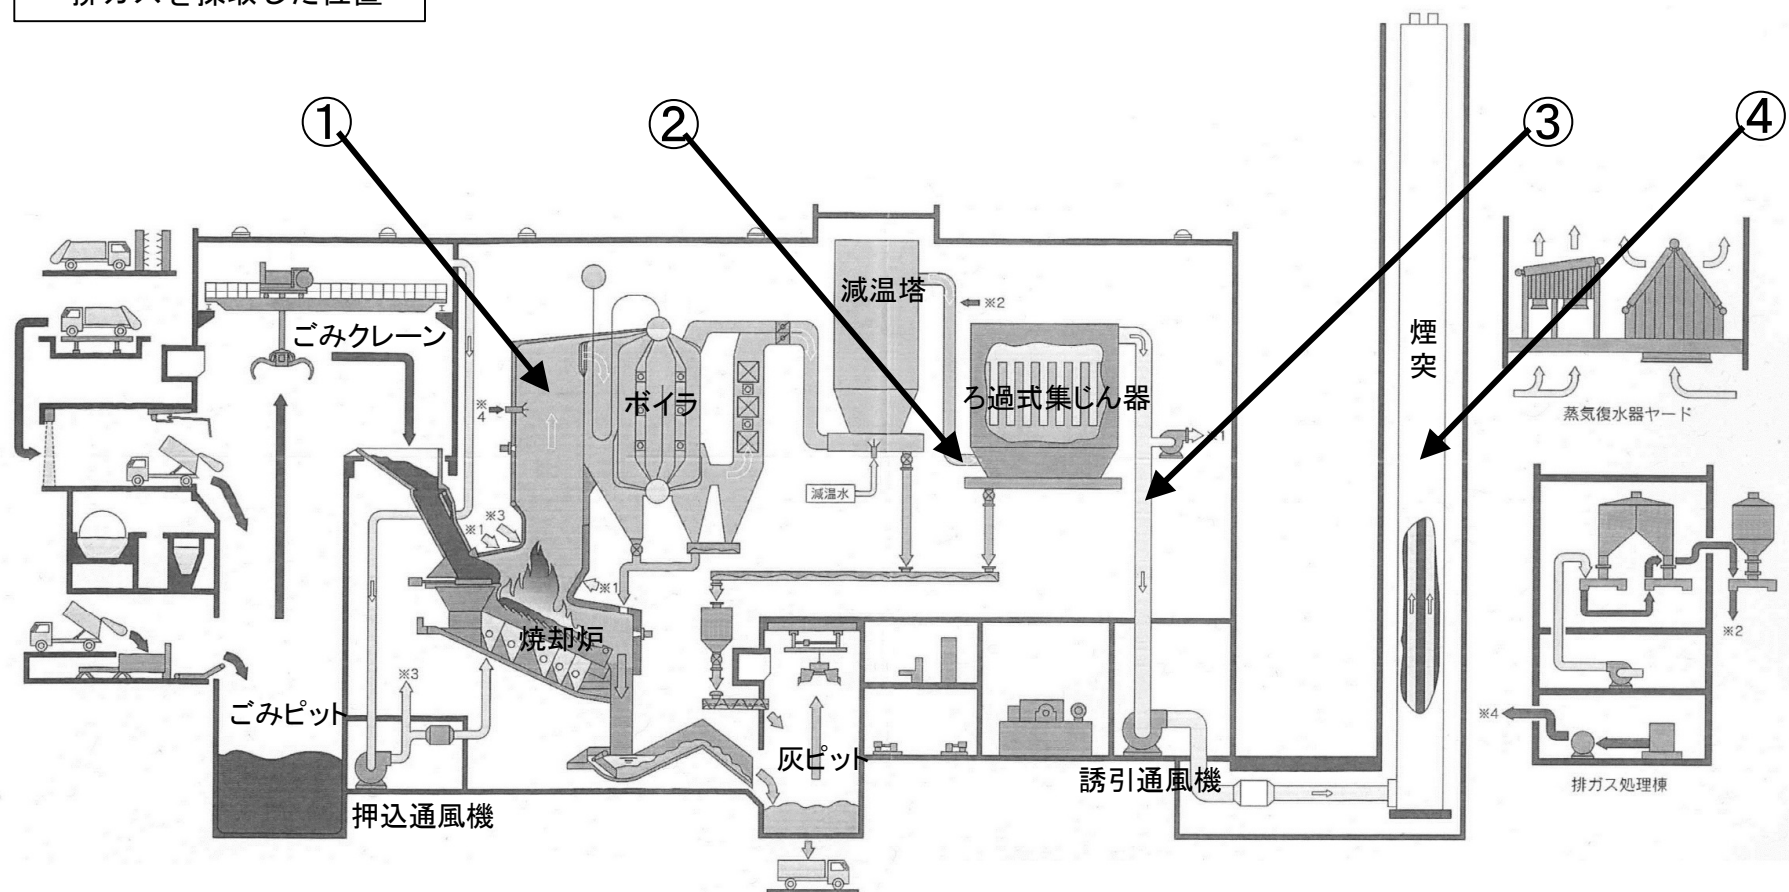 排ガスを採取した位置
①
②
③
④
ごみクレーン
減温塔
※2
煙
突
ボイラ
ろ過式集じん器
※
4
※1
蒸気復水器ヤード
減温水
※3
※1
※1
焼却炉
※2
※3
ごみピット
※4
灰ピット
誘引通風機
排ガス処理棟
押込通風機